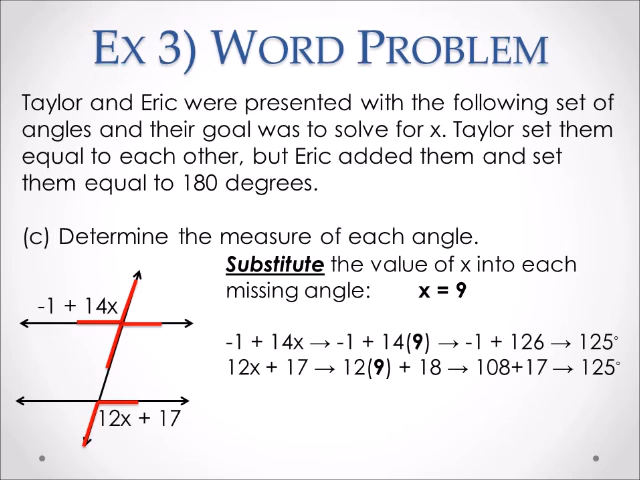 EX 3) WORD PROBLEM
Taylor and Eric were presented with the following set of
angles and their goal was to solve for x. Taylor set them
equal to each other, but Eric added them and set
them equal to 180 degrees.
(c) Determine the measure of each angle.
Substitute the value of x into each
missing angle: x = 9
-1 + 14x
-1 + 14x → -1 + 14(9) → -1 + 126 → 125°
12x + 17 → 12(9) + 18 → 108+17 → 125°
12x + 17